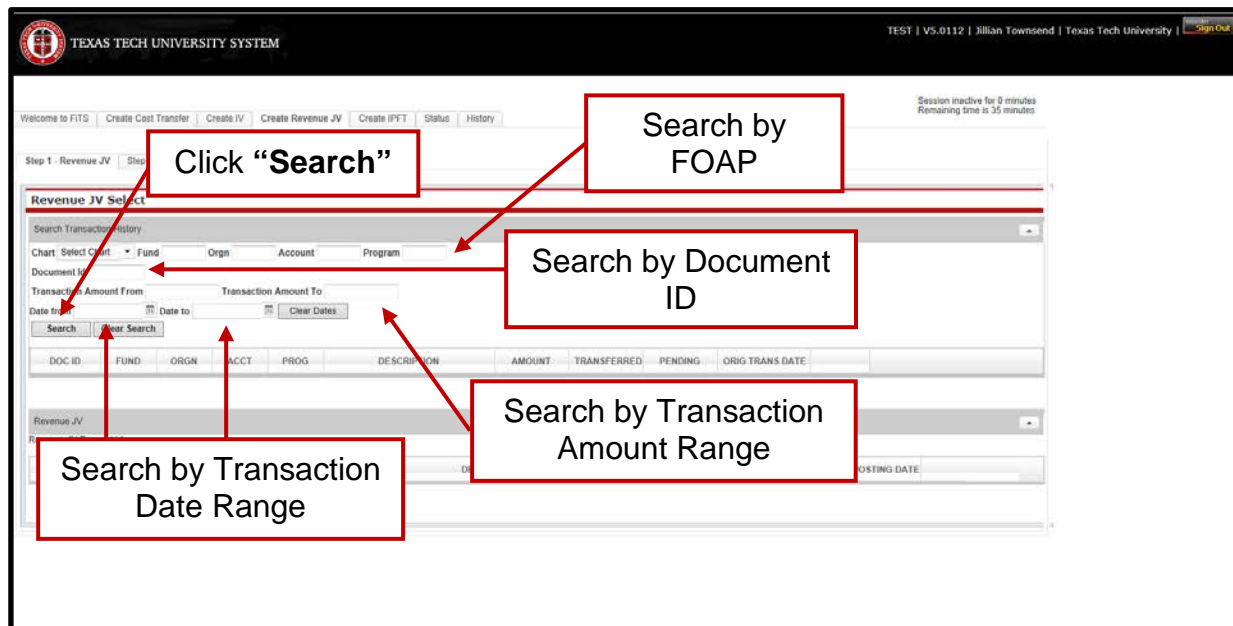 TEXAS TECH UNIVERSITY SYSTEM
TEST | V5.0112 | Jillian Townsend | Texas Tech University | Sign Out
Session inactive for 0 minutes
Remaining time is 35 minutes
Welcome to FiTS | Create Cost Transfer | Create IV | Create Revenue JV | Create IPFT | Status | History
Search by
FOAP
Click “Search”
Step 1 - Revenue JV | Step
Revenue JV Select
Search Transaction History
Chart Select Chart Fund Orgn Account Program
Search by Document
ID
Document Id
Transaction Amount From Transaction Amount To
Date from Date to Clear Dates
Search Clear Search
DOC ID FUND ORGN ACCT PROG DESCRIPTION AMOUNT TRANSFERRED PENDING ORIG TRANS DATE
Search by Transaction
Amount Range
Revenue JV
Search by Transaction
Date Range
OSTING DATE